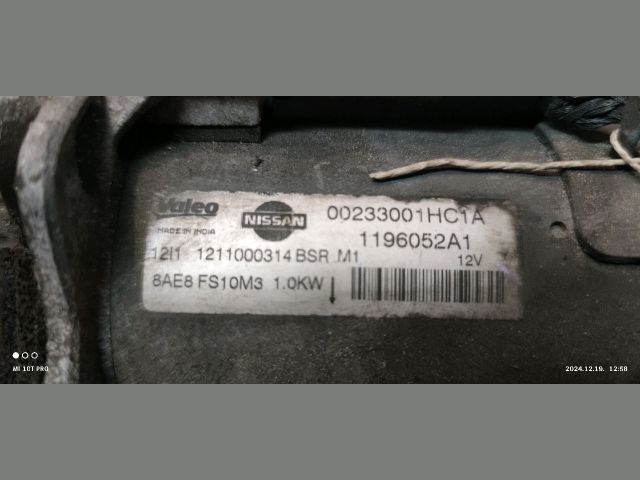 Valeo
MADE IN INDIA
NISSAN
00233001HC1A
1196052A1
12I1 1211000314 BSR M1
12V
8AE8 FS10M3 1.0KW
MI 10T PRO
2024.12.19. 12:58